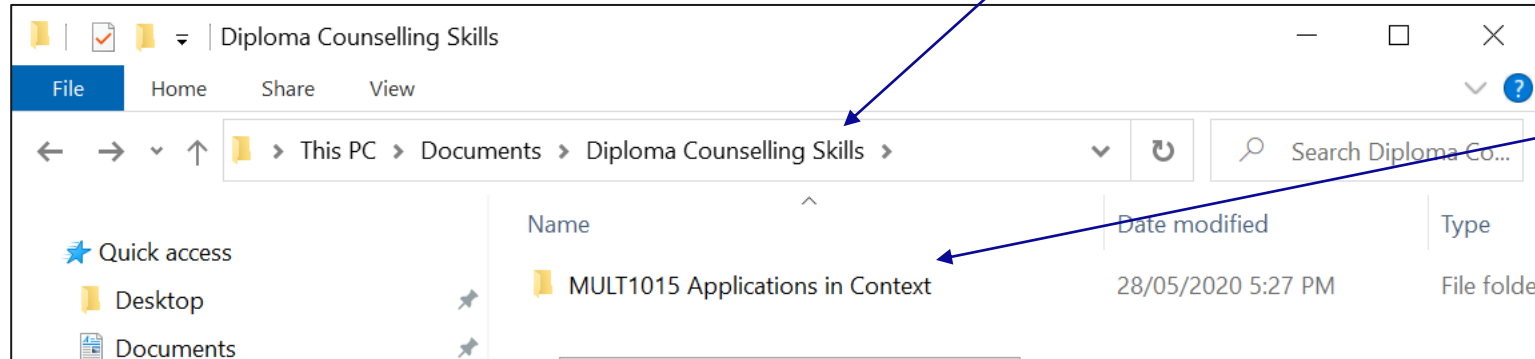 Diploma Counselling Skills
File Home Share View
This PC > Documents > Diploma Counselling Skills >
Search Diploma Co...
Name Date modified Type
Quick access
MULT1015 Applications in Context 28/05/2020 5:27 PM File folde
Desktop
Documents